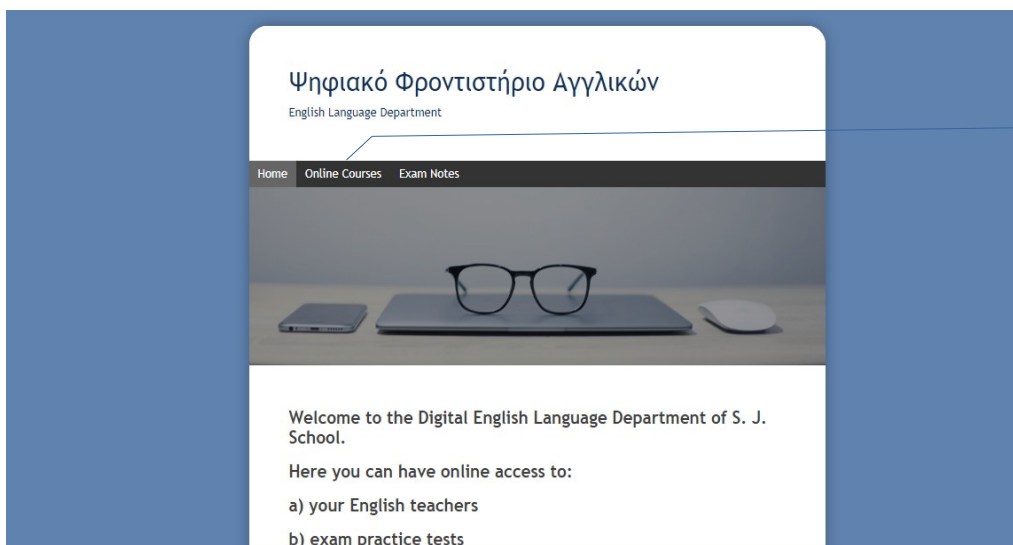 Ψηφιακό Φροντιστήριο Αγγλικών
English Language Department
Home Online Courses Exam Notes
Welcome to the Digital English Language Department of S. J.
School.
Here you can have online access to:
a) your English teachers
b) exam practice tests